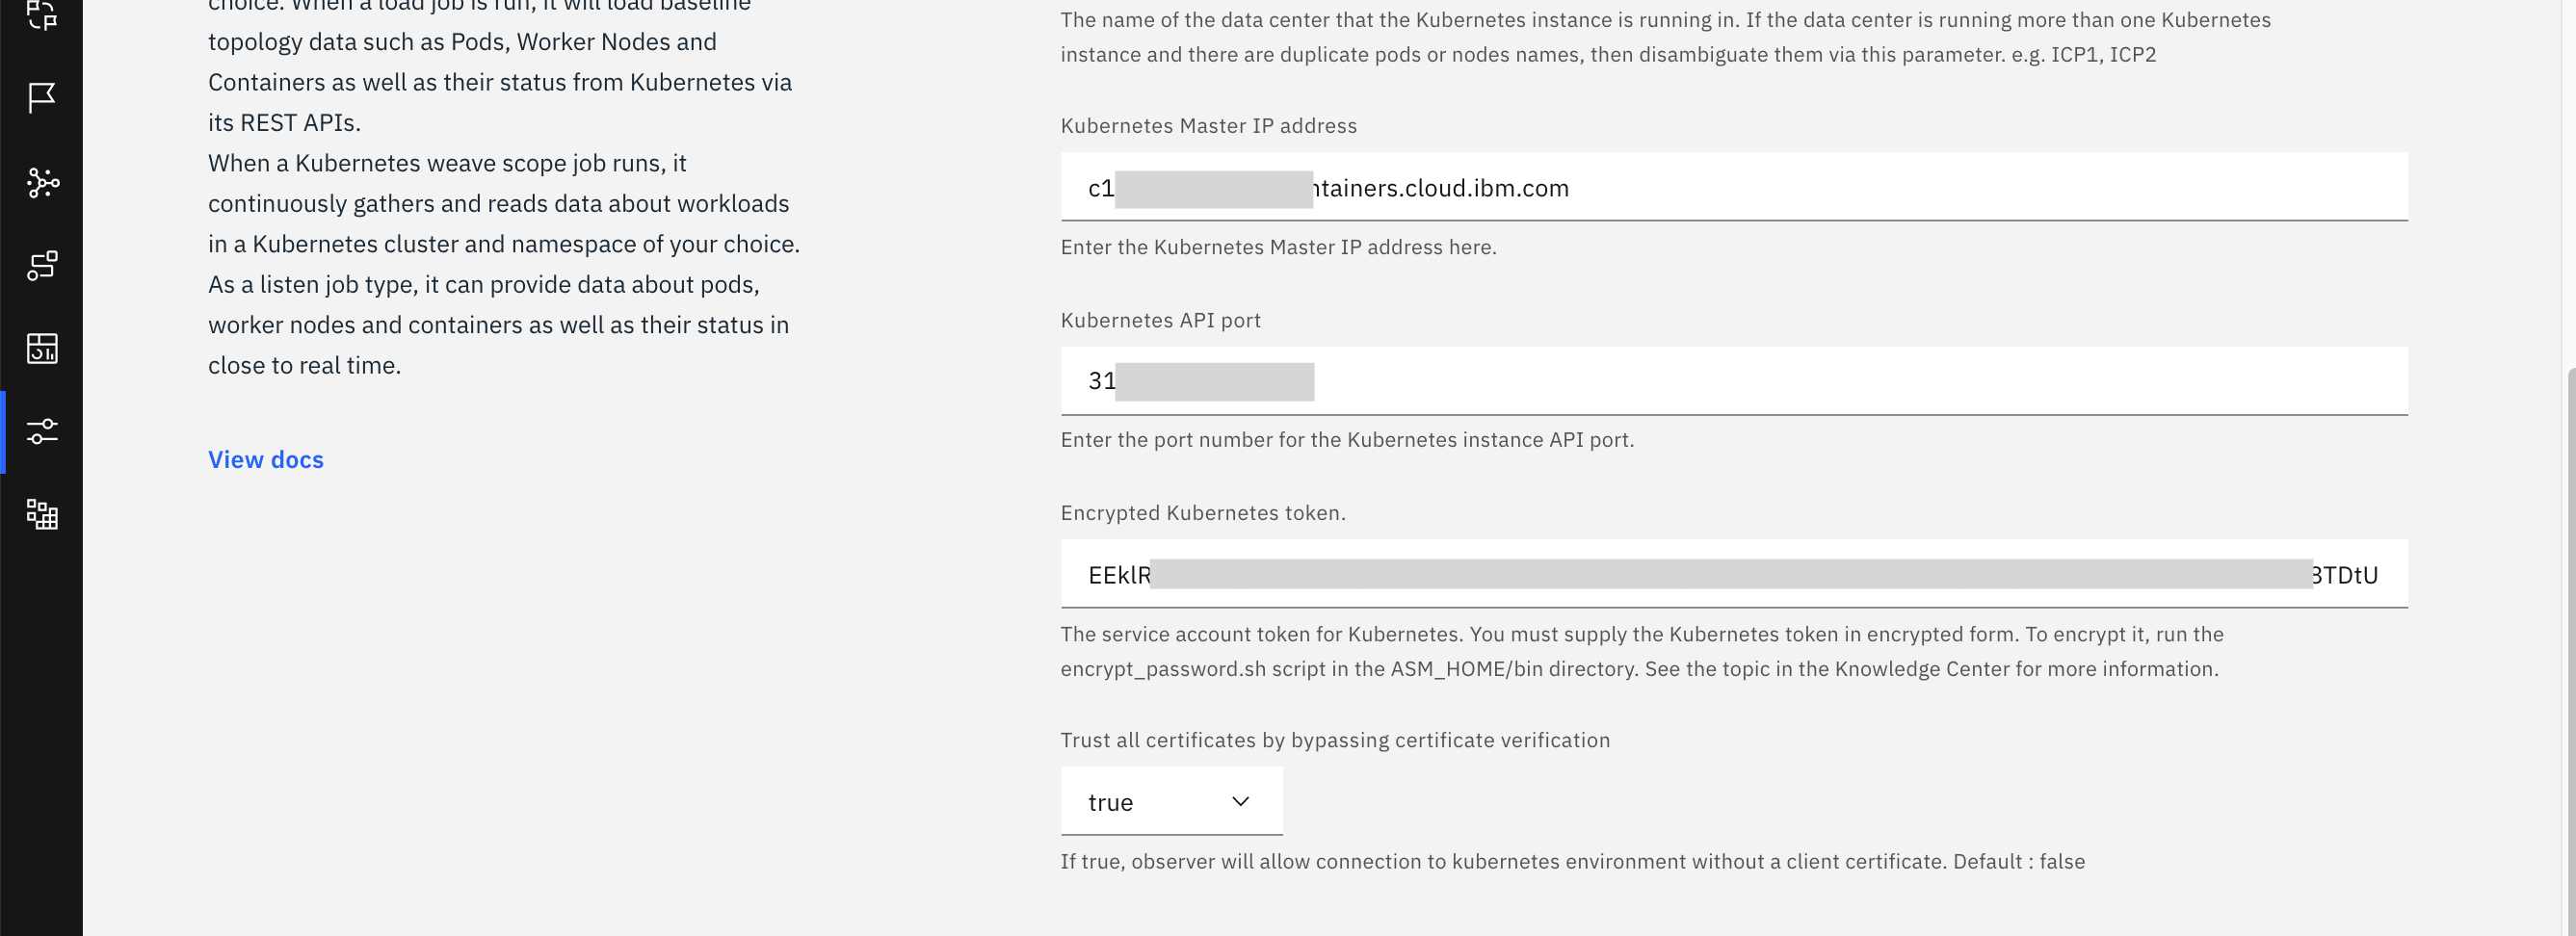 choice. When a load job is run, it will load baseline
topology data such as Pods, Worker Nodes and
Containers as well as their status from Kubernetes via
its REST APIs.
When a Kubernetes weave scope job runs, it
continuously gathers and reads data about workloads
in a Kubernetes cluster and namespace of your choice.
As a listen job type, it can provide data about pods,
worker nodes and containers as well as their status in
close to real time.
View docs
The name of the data center that the Kubernetes instance is running in. If the data center is running more than one Kubernetes
instance and there are duplicate pods or nodes names, then disambiguate them via this parameter. e.g. ICP1, ICP2
Kubernetes Master IP address
c1 ntainers.cloud.ibm.com
Enter the Kubernetes Master IP address here.
Kubernetes API port
31
Enter the port number for the Kubernetes instance API port.
Encrypted Kubernetes token.
EEklR BTDtU
The service account token for Kubernetes. You must supply the Kubernetes token in encrypted form. To encrypt it, run the
encrypt_password.sh script in the ASM_HOME/bin directory. See the topic in the Knowledge Center for more information.
Trust all certificates by bypassing certificate verification
true
If true, observer will allow connection to kubernetes environment without a client certificate. Default : false